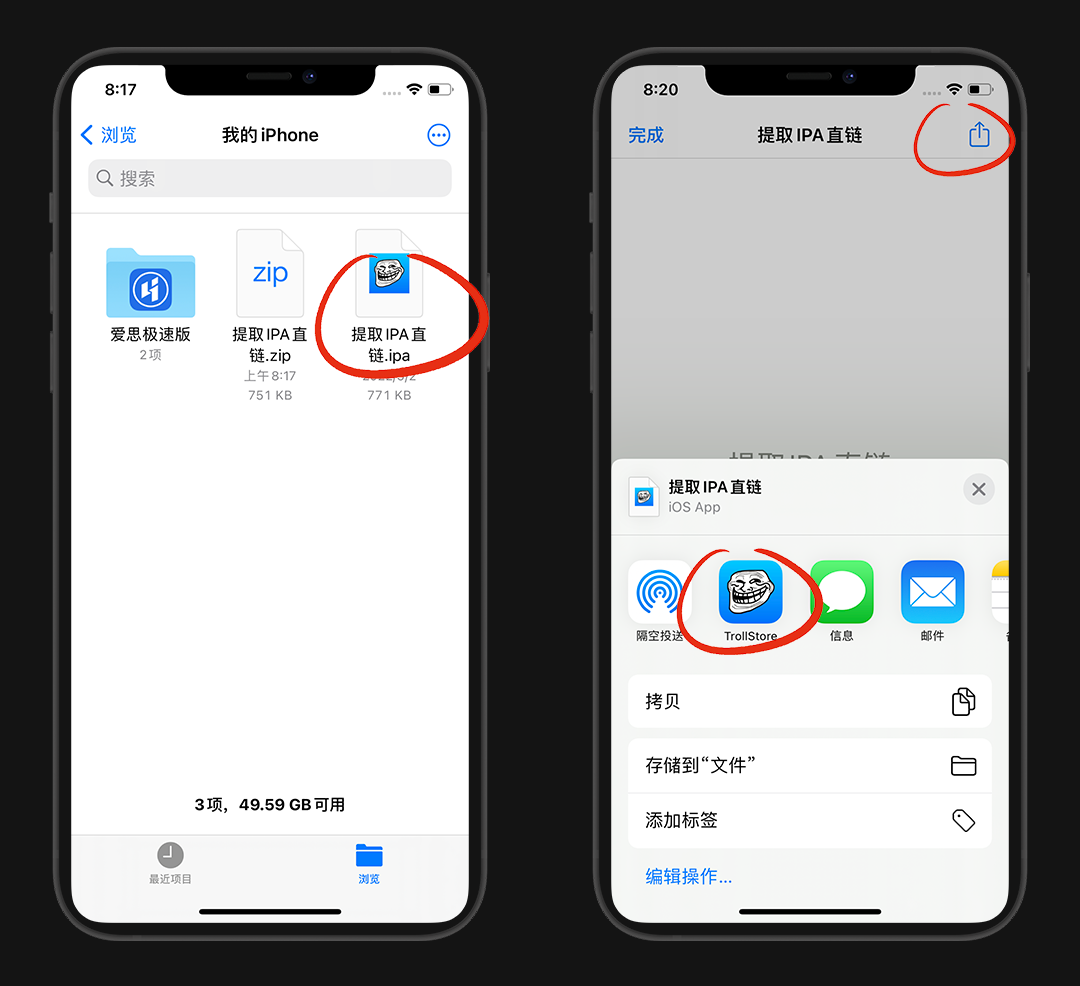 8:17
浏览
我的 iPhone
搜索
zip
爱思极速版
2项
提取 IPA 直
链.zip
上午 8:17
751 KB
提取 IPA 直
链.ipa
771 KB
3项，49.59 GB 可用
最近项目
浏览
8:20
完成
提取 IPA 直链
提取 IPA 直链
提取 IPA 直链
iOS App
隔空投送
TrollStore
信息
邮件
拷贝
存储到“文件”
添加标签
编辑操作...